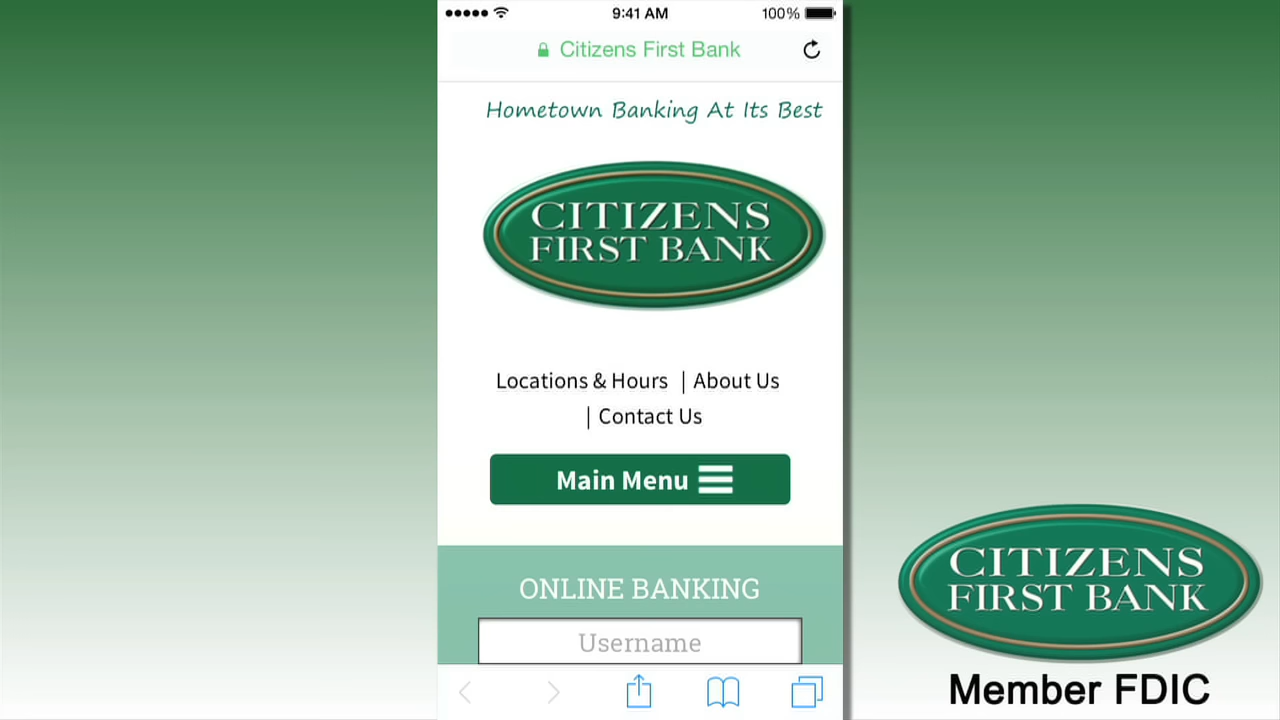 9:41 AM
100%
Citizens First Bank
Hometown Banking At Its Best
CITIZENS
FIRST BANK
Locations & Hours | About Us
| Contact Us
Main Menu
ONLINE BANKING
Username
CITIZENS
FIRST BANK
Member FDIC